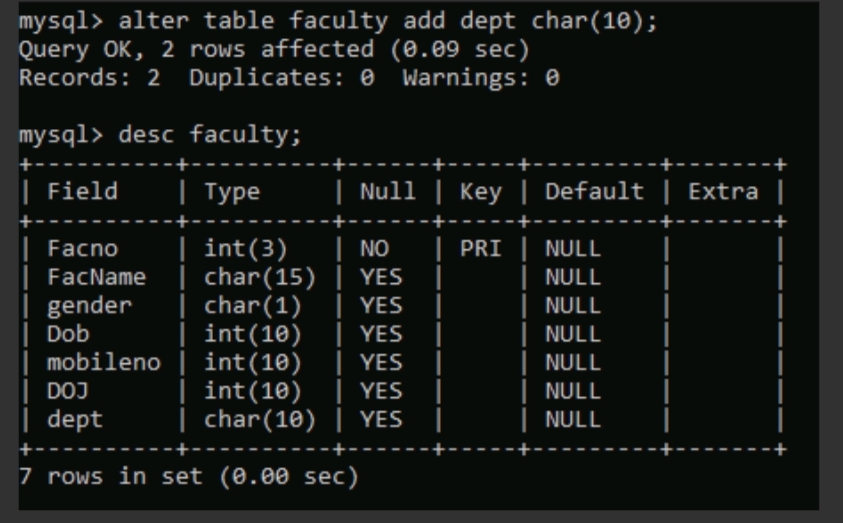 mysql> alter table faculty add dept char(10);
Query OK, 2 rows affected (0.09 sec)
Records: 2  Duplicates: 0  Warnings: 0
mysql> desc faculty;
+----------+----------+------+-----+---------+-------+
| Field    | Type     | Null | Key | Default | Extra |
+----------+----------+------+-----+---------+-------+
| Facno    | int(3)   | NO   | PRI | NULL    |       |
| FacName  | char(15) | YES  |     | NULL    |       |
| gender   | char(1)  | YES  |     | NULL    |       |
| Dob      | int(10)  | YES  |     | NULL    |       |
| mobileno | int(10)  | YES  |     | NULL    |       |
| DOJ      | int(10)  | YES  |     | NULL    |       |
| dept     | char(10) | YES  |     | NULL    |       |
+----------+----------+------+-----+---------+-------+
7 rows in set (0.00 sec)